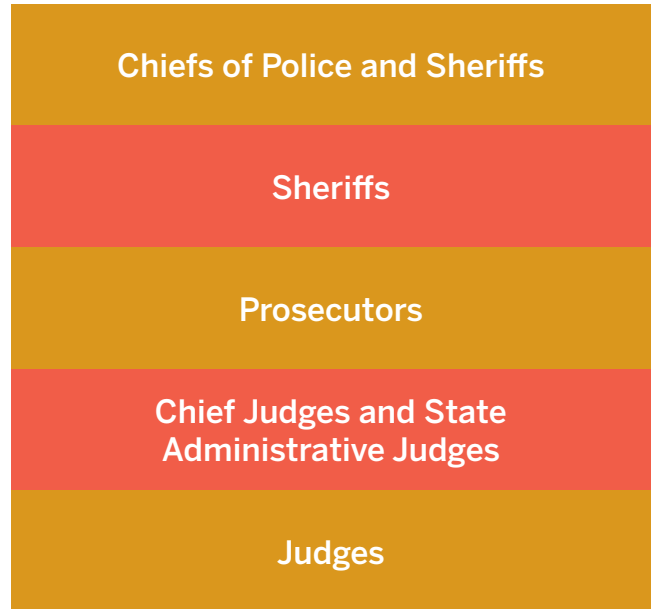 Chiefs of Police and Sheriffs
Sheriffs
Prosecutors
Chief Judges and State
Administrative Judges
Judges